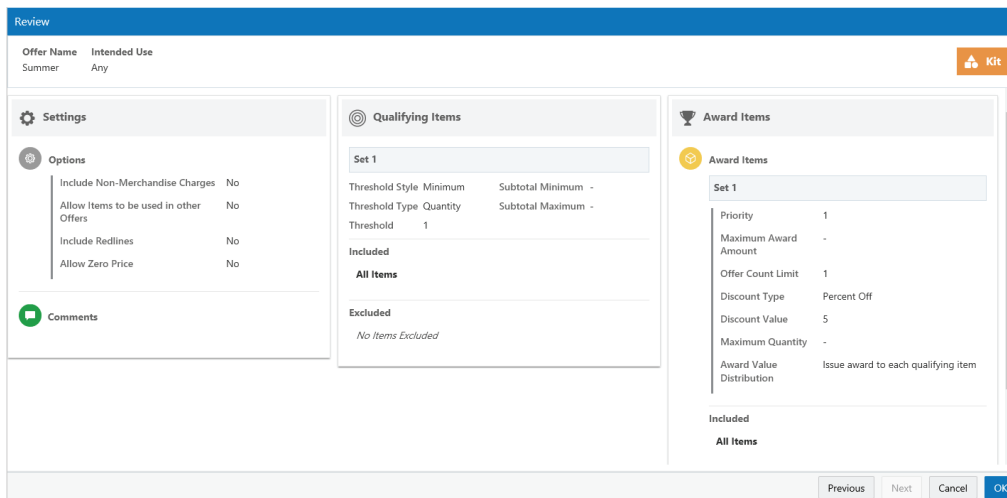 Review
Offer Name Intended Use
Summer Any
Kit
Settings
Options
Include Non-Merchandise Charges No
Allow Items to be used in other No
Offers
Include Redlines No
Allow Zero Price No
Comments
Qualifying Items
Set 1
Threshold Style Minimum Subtotal Minimum -
Threshold Type Quantity Subtotal Maximum -
Threshold 1
Included
All Items
Excluded
No Items Excluded
Award Items
Award Items
Set 1
Priority 1
Maximum Award -
Amount
Offer Count Limit 1
Discount Type Percent Off
Discount Value 5
Maximum Quantity -
Award Value Issue award to each qualifying item
Distribution
Included
All Items
Previous Next Cancel OK